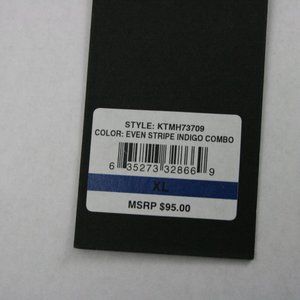 STYLE: KTMH73709
COLOR: EVEN STRIPE INDIGO COMBO
6 35273 32866 9
XL
MSRP $95.00